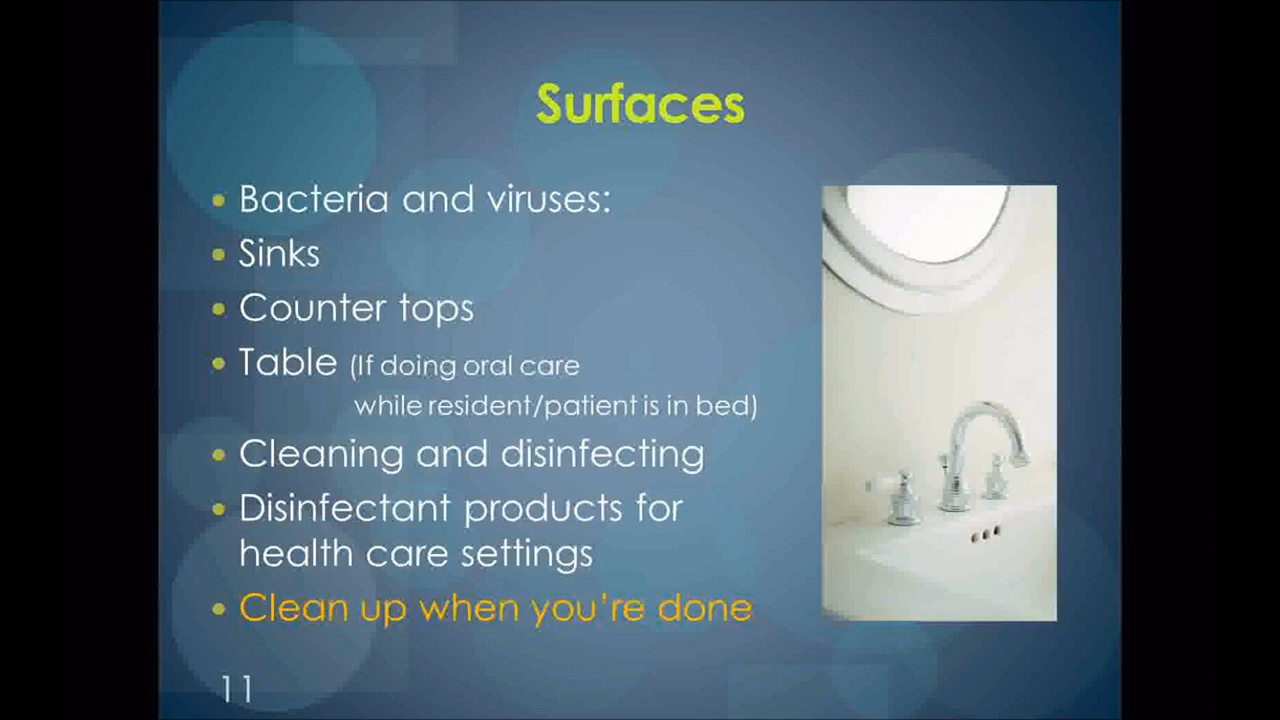 Surfaces
• Bacteria and viruses:
• Sinks
• Counter tops
• Table (If doing oral care
while resident/patient is in bed)
• Cleaning and disinfecting
• Disinfectant products for
health care settings
• Clean up when you're done
11